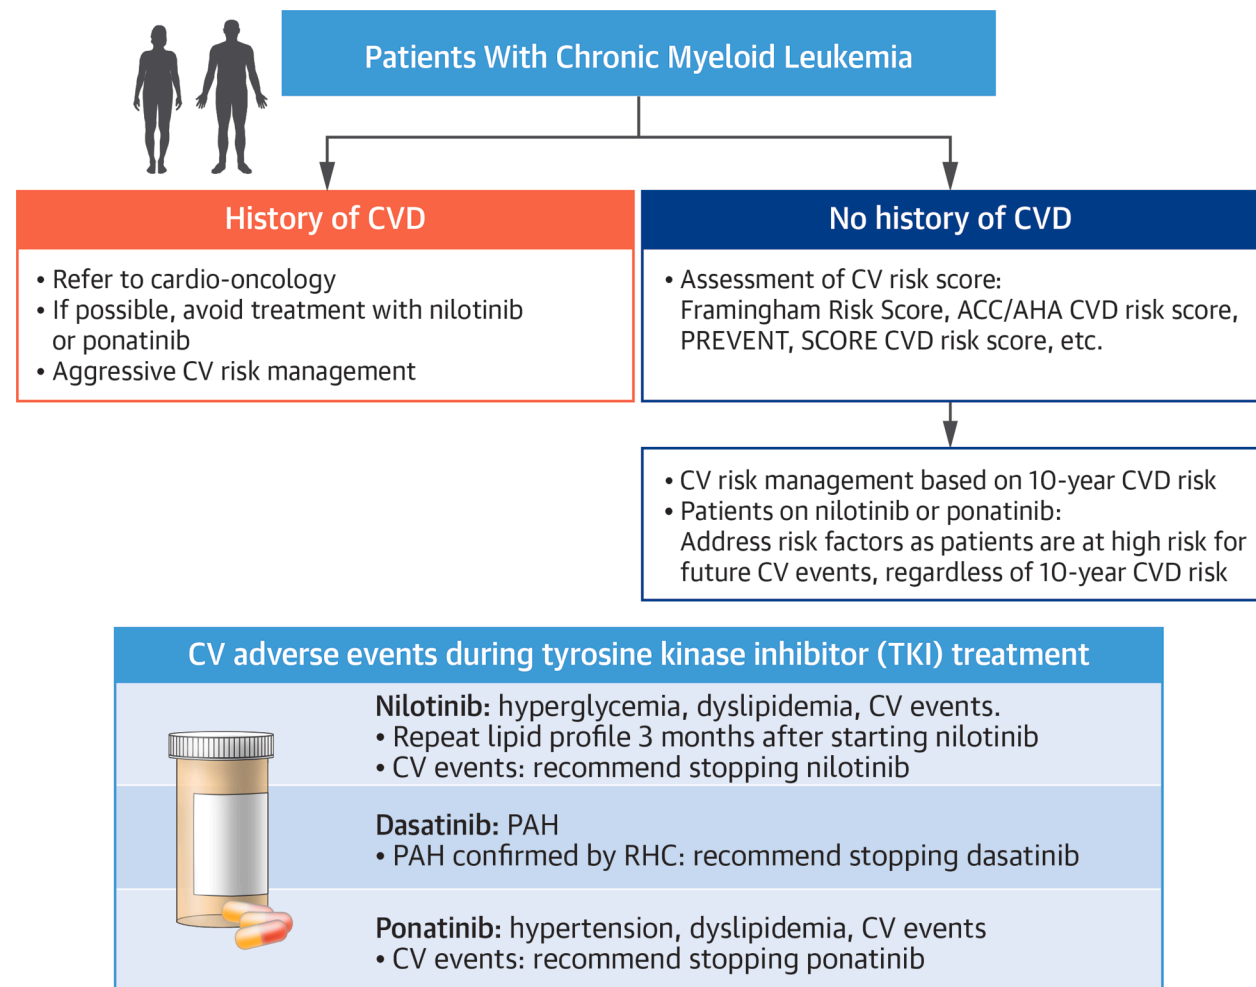 Patients With Chronic Myeloid Leukemia
History of CVD
• Refer to cardio-oncology
• If possible, avoid treatment with nilotinib
or ponatinib
• Aggressive CV risk management
No history of CVD
• Assessment of CV risk score:
Framingham Risk Score, ACC/AHA CVD risk score,
PREVENT, SCORE CVD risk score, etc.
• CV risk management based on 10-year CVD risk
• Patients on nilotinib or ponatinib:
Address risk factors as patients are at high risk for
future CV events, regardless of 10-year CVD risk
CV adverse events during tyrosine kinase inhibitor (TKI) treatment
Nilotinib: hyperglycemia, dyslipidemia, CV events.
• Repeat lipid profile 3 months after starting nilotinib
• CV events: recommend stopping nilotinib
Dasatinib: PAH
• PAH confirmed by RHC: recommend stopping dasatinib
Ponatinib: hypertension, dyslipidemia, CV events
• CV events: recommend stopping ponatinib